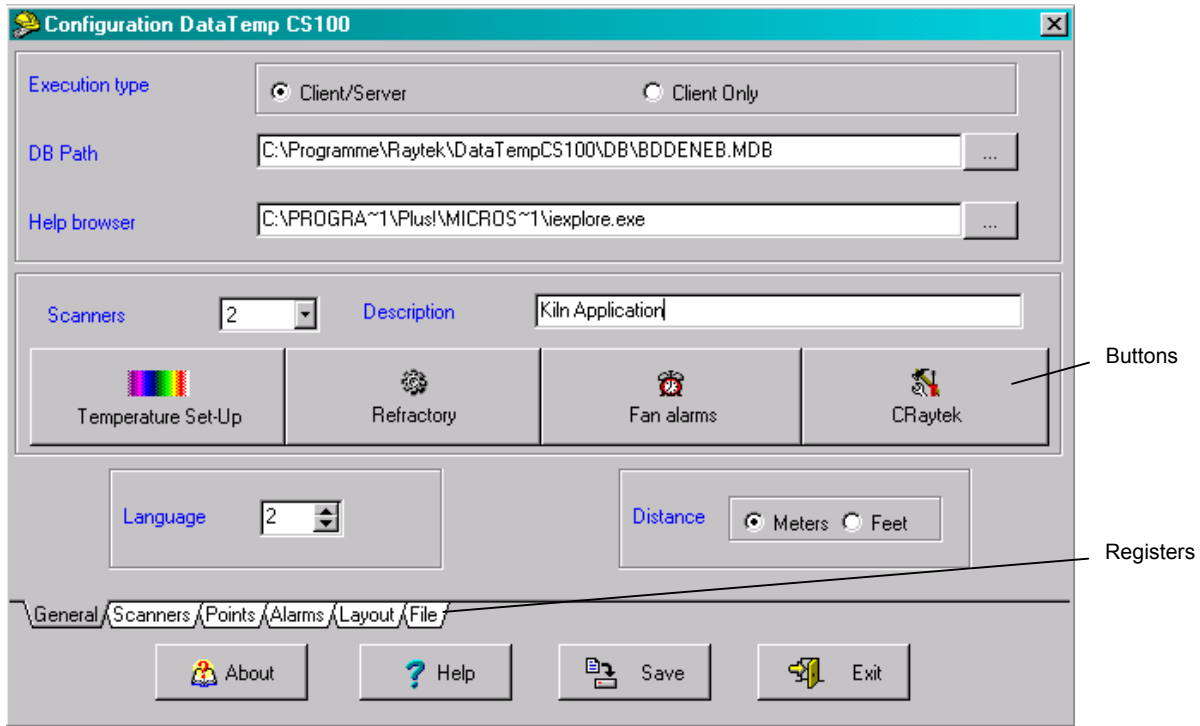 Configuration DataTemp CS100
Execution type
Client/Server
Client Only
DB Path
C:\Programme\Raytek\DataTempCS100\DB\BDDENEB.MDB
...
Help browser
C:\PROGRA~1\Plus!\MICROS~1\iexplore.exe
...
Scanners
2
Description
Kiln Application
Temperature Set-Up
Refractory
Fan alarms
CRaytek
Buttons
Language
2
Distance
Meters
Feet
Registers
General
Scanners
Points
Alarms
Layout
File
About
Help
Save
Exit